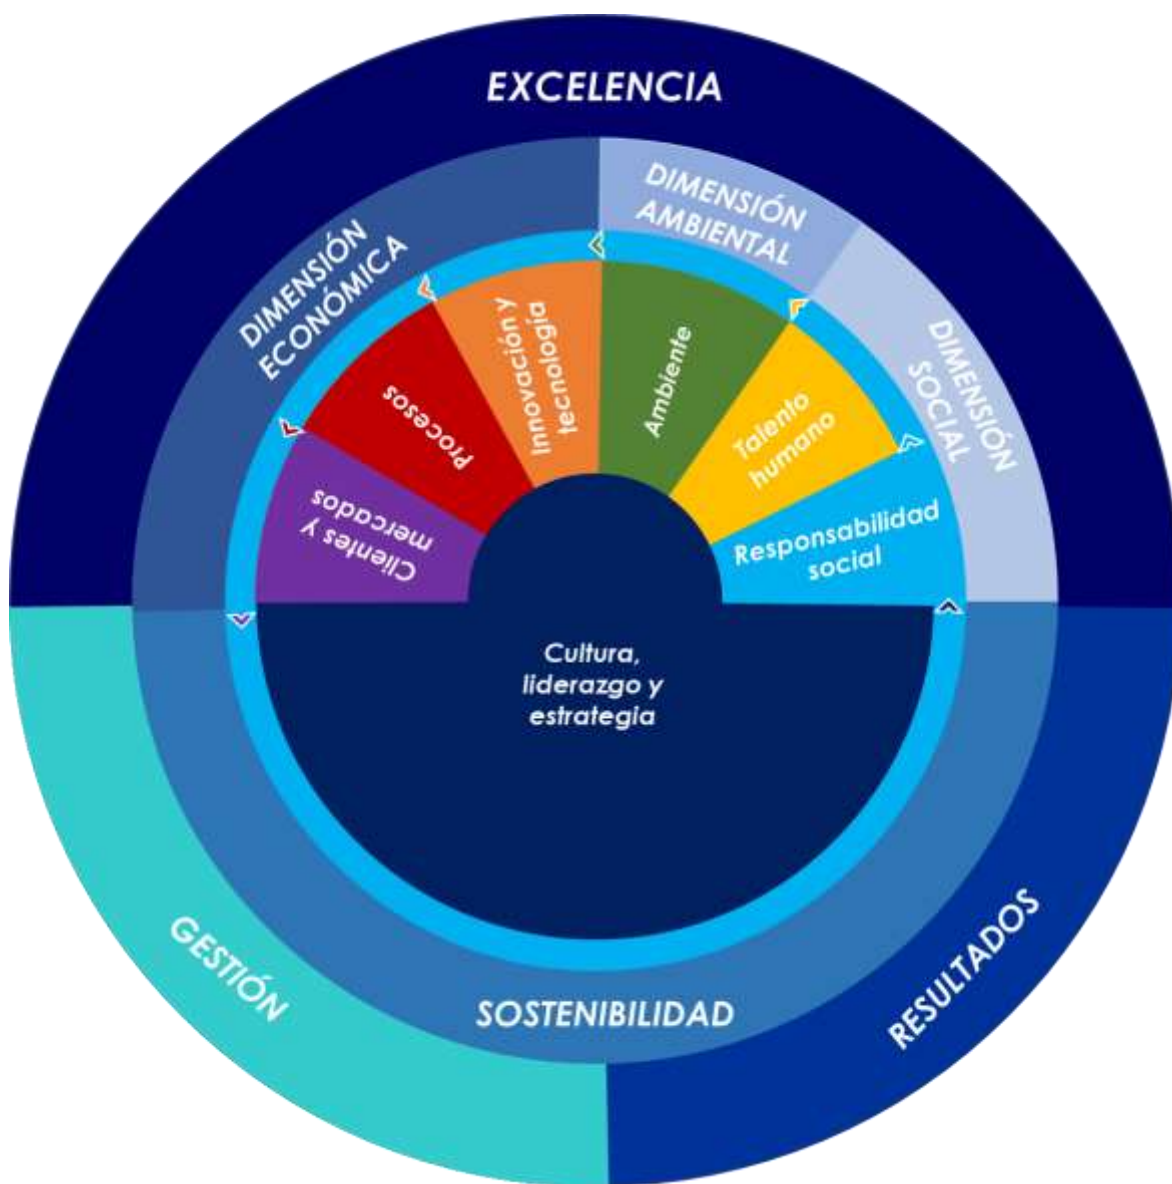 EXCELENCIA
DIMENSIÓN
ECONÓMICA
DIMENSIÓN
AMBIENTAL
DIMENSIÓN
SOCIAL
Clientes y
mercados
Procesos
Innovación y
tecnología
Ambiente
Talento
humano
Responsabilidad
social
Cultura,
liderazgo y
estrategia
GESTIÓN
SOSTENIBILIDAD
RESULTADOS